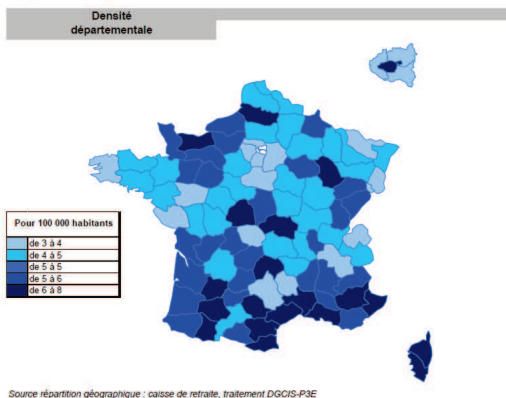 Densité
départementale
Pour 100 000 habitants
de 3 à 4
de 4 à 5
de 5 à 5
de 5 à 6
de 6 à 8
Source répartition géographique : caisse de retraite, traitement DGCIS-P3E